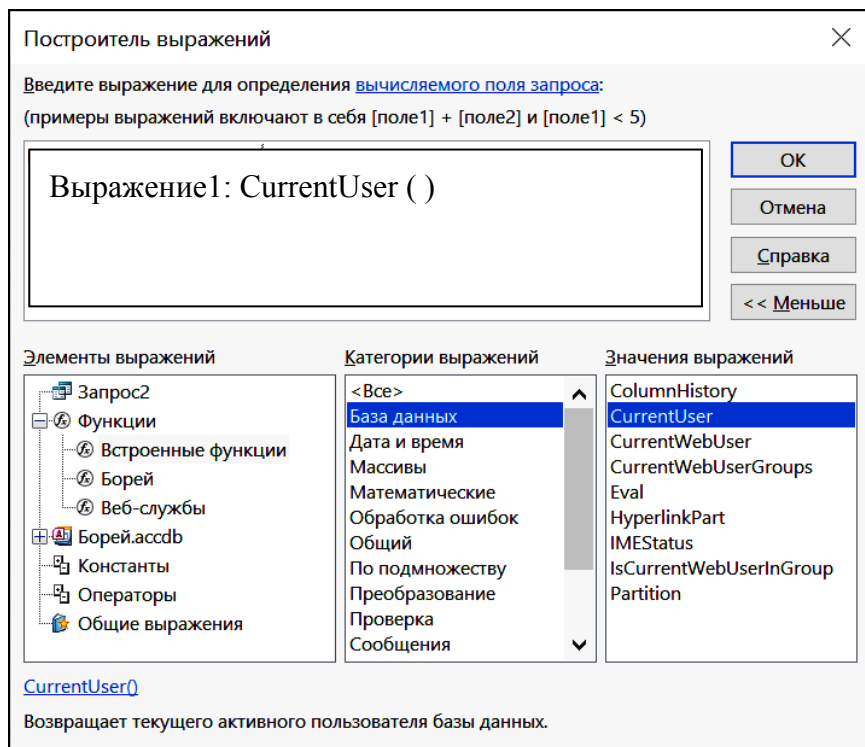 Построитель выражений
Введите выражение для определения вычисляемого поля запроса:
(примеры выражений включают в себя [поле1] + [поле2] и [поле1] < 5)
Выражение1: CurrentUser ( )
ОК
Отмена
Справка
<< Меньше
Элементы выражений
Запрос2
Функции
Встроенные функции
Борей
Веб-службы
Борей.accdb
Константы
Операторы
Общие выражения
Категории выражений
<Все>
База данных
Дата и время
Массивы
Математические
Обработка ошибок
Общий
По подмножеству
Преобразование
Проверка
Сообщения
Значения выражений
ColumnHistory
CurrentUser
CurrentWebUser
CurrentWebUserGroups
Eval
HyperlinkPart
IMEStatus
IsCurrentWebUserInGroup
Partition
CurrentUser()
Возвращает текущего активного пользователя базы данных.